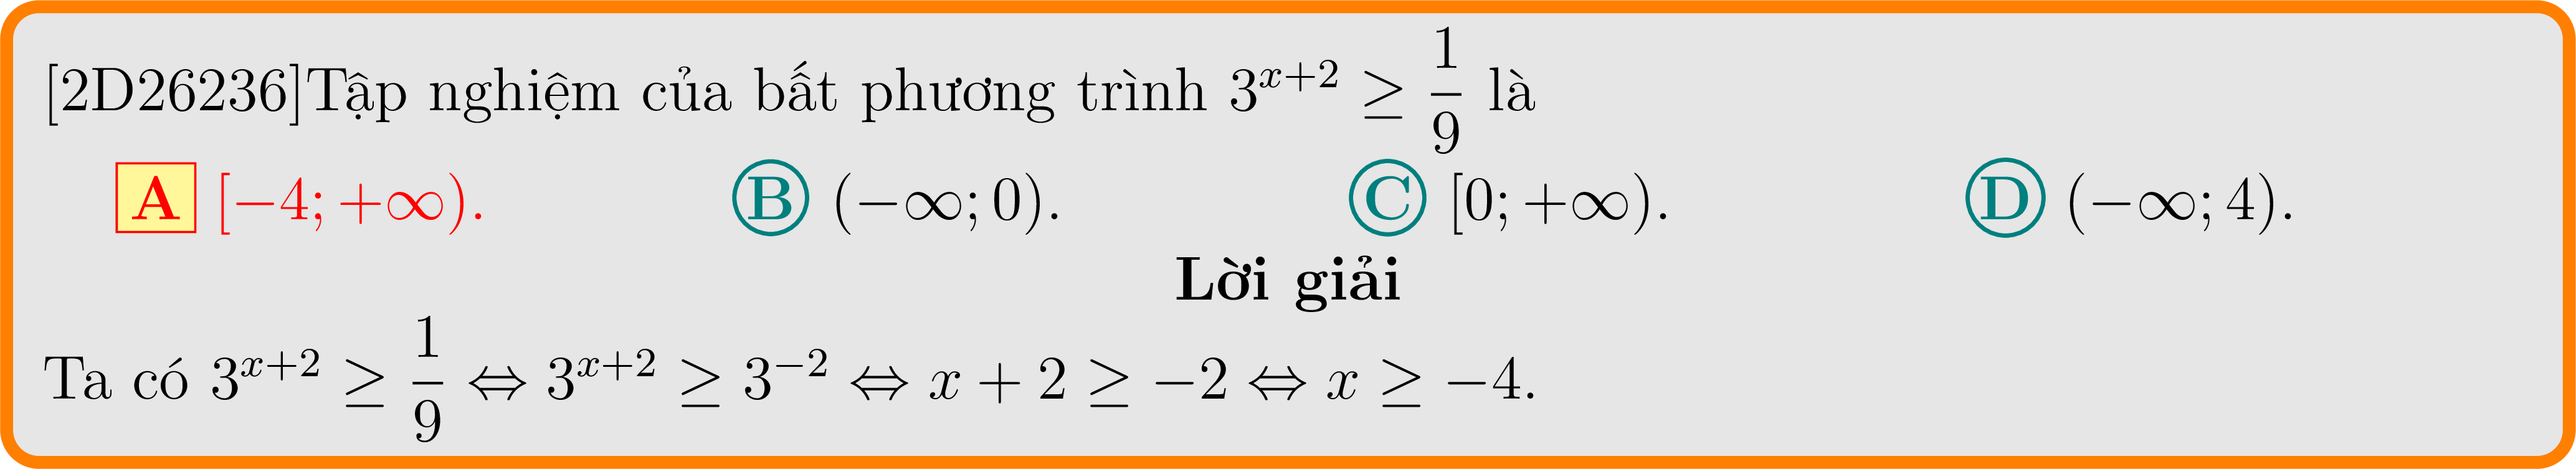 [2D26236]Tập nghiệm của bất phương trình $3^{x+2} \geq \dfrac{1}{9}$ là
A $[-4;+\infty)$. B $(-\infty;0)$. C $[0;+\infty)$. D $(-\infty;4)$.
Lời giải
Ta có $3^{x+2} \geq \dfrac{1}{9} \Leftrightarrow 3^{x+2} \geq 3^{-2} \Leftrightarrow x+2 \geq -2 \Leftrightarrow x \geq -4$.